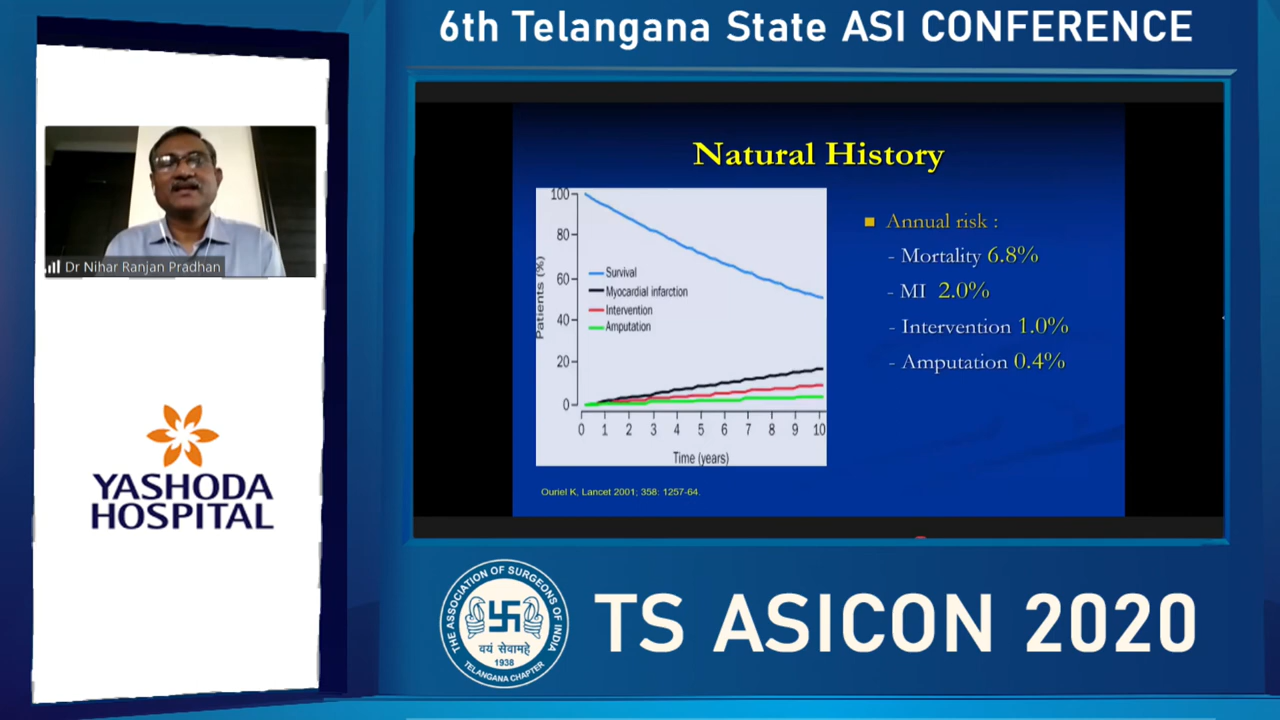 6th Telangana State ASI CONFERENCE
Dr Nihar Ranjan Pradhan
YASHODA
HOSPITAL
Natural History
100
80
60
40
20
0
Patients (%)
Survival
Myocardial infarction
Intervention
Amputation
0 1 2 3 4 5 6 7 8 9 10
Time (years)
Annual risk :
- Mortality 6.8%
- MI 2.0%
- Intervention 1.0%
- Amputation 0.4%
Ouriel K, Lancet 2001; 358: 1257-64.
THE ASSOCIATION OF SURGEONS OF INDIA
वयं सेवामहे
1938
TELANGANA CHAPTER
TS ASICON 2020